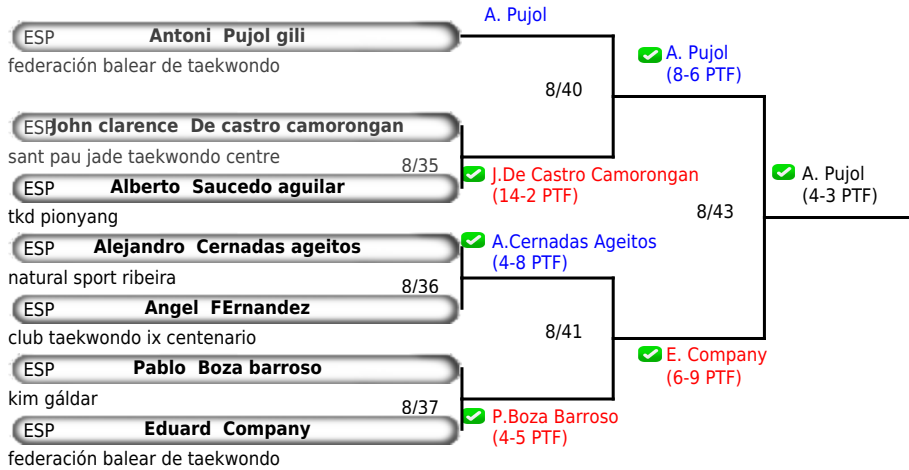 A. Pujol
ESP Antoni Pujol gili
federación balear de taekwondo
A. Pujol
(8-6 PTF)
8/40
ESP John clarence De castro camorongan
sant pau jade taekwondo centre
8/35
J.De Castro Camorongan
(14-2 PTF)
ESP Alberto Saucedo aguilar
tkd pionyang
A. Pujol
(4-3 PTF)
8/43
ESP Alejandro Cernadas ageitos
natural sport ribeira
A.Cernadas Ageitos
(4-8 PTF)
8/36
ESP Angel FErnandez
club taekwondo ix centenario
8/41
E. Company
(6-9 PTF)
ESP Pablo Boza barroso
kim gáldar
8/37
P.Boza Barroso
(4-5 PTF)
ESP Eduard Company
federación balear de taekwondo